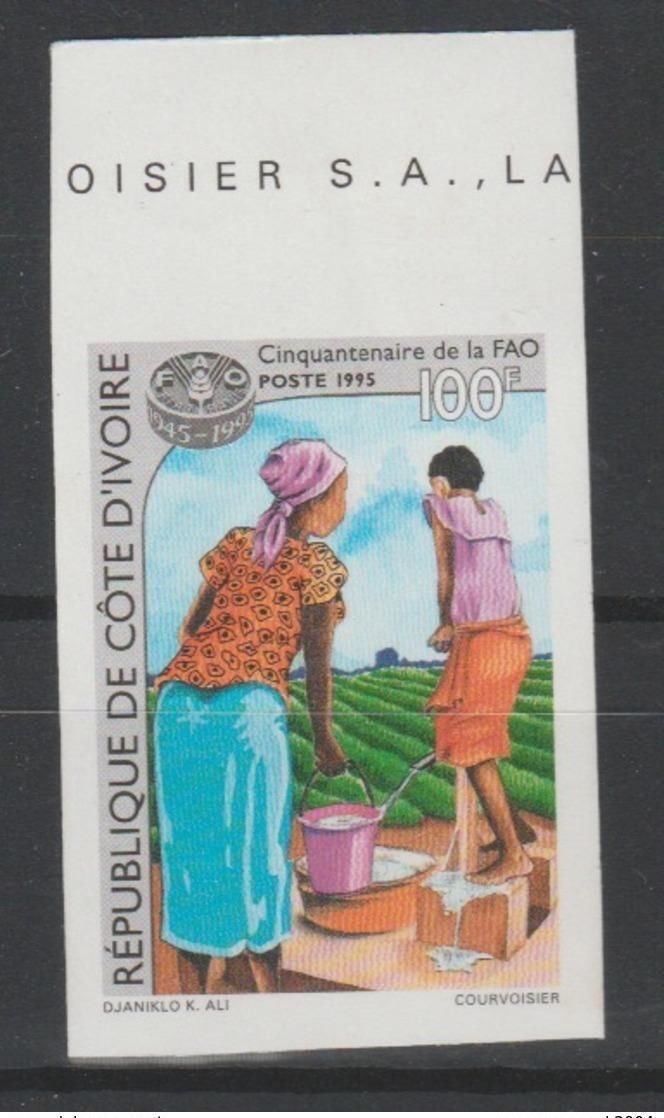 OISIER S.A.,LA
Cinquantenaire de la FAO
POSTE 1995
100F
FAO
1945-1995
RÉPUBLIQUE DE CÔTE D'IVOIRE
DJANIKLO K. ALI
COURVOISIER